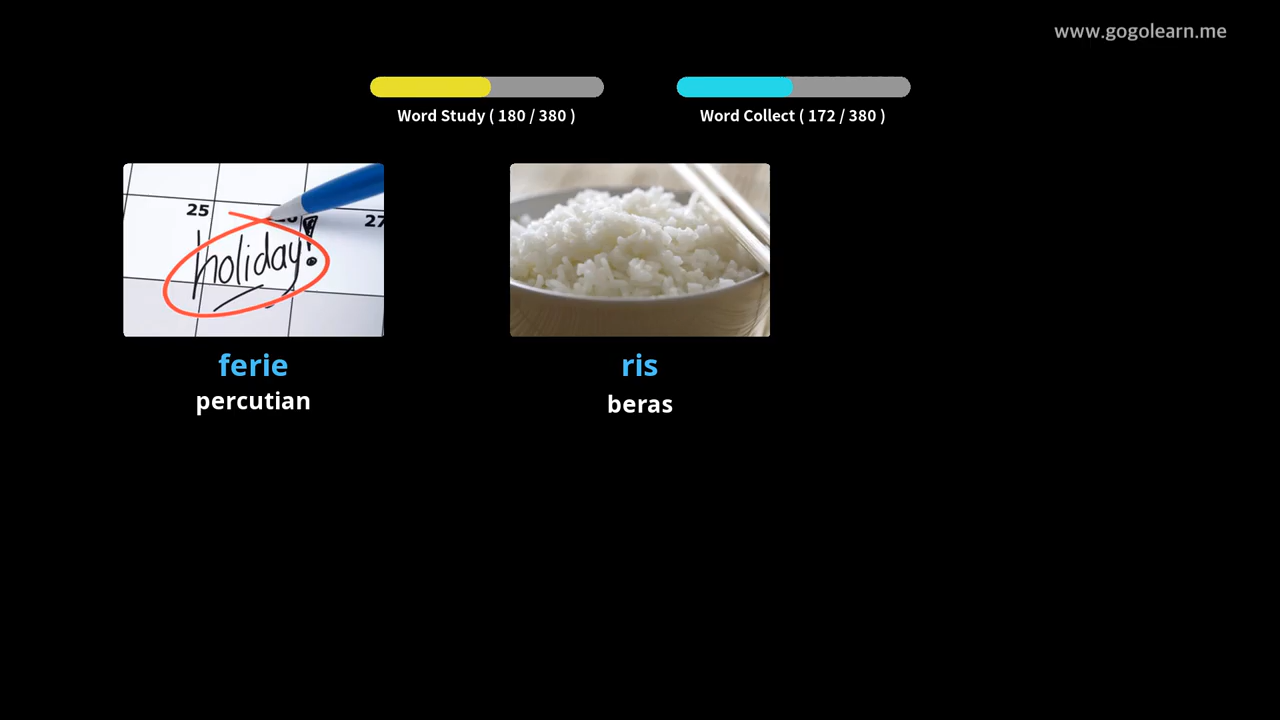 www.gogolearn.me
Word Study ( 180 / 380 )
Word Collect ( 172 / 380 )
25
27
holiday!
ferie
percutian
ris
beras